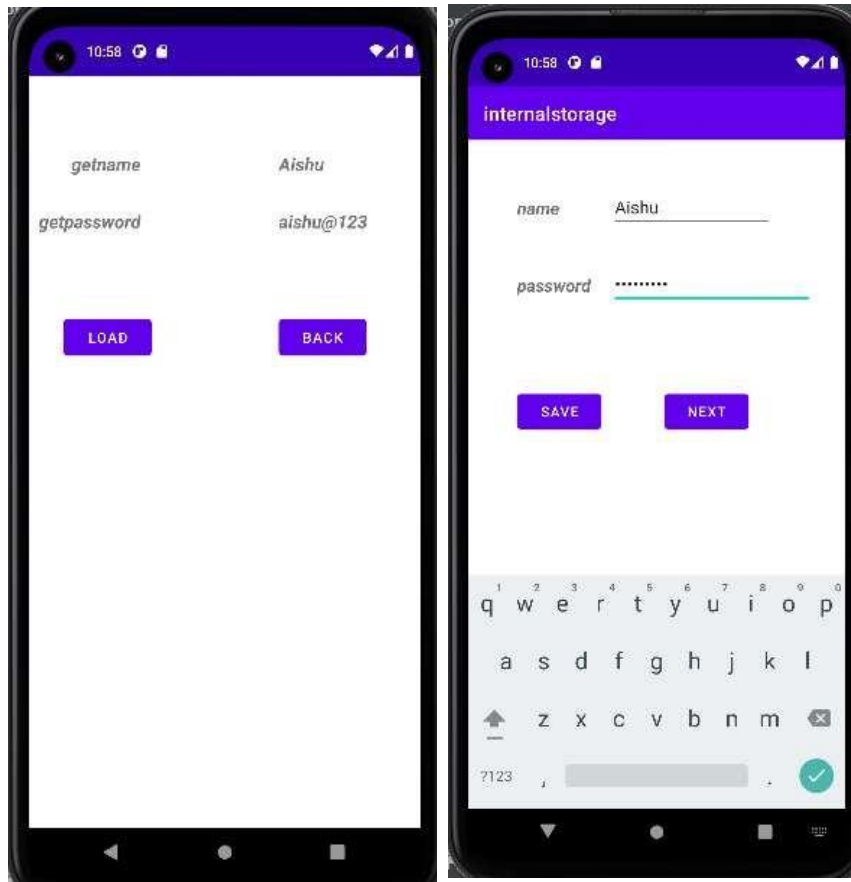 10:58
getname Aishu
getpassword aishu@123
LOAD BACK
10:58
internalstorage
name Aishu
password •••••••••
SAVE NEXT
1 2 3 4 5 6 7 8 9 0
q w e r t y u i o p
a s d f g h j k l
z x c v b n m
?123 , .